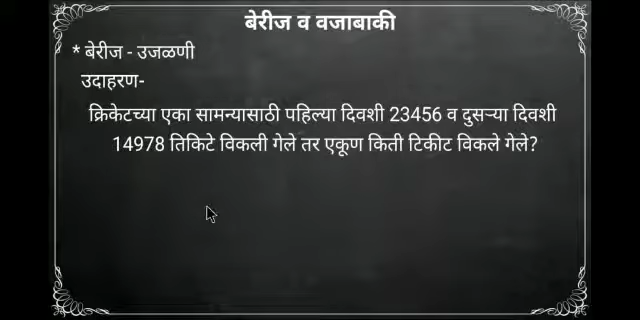 बेरीज व वजाबाकी
* बेरीज - उजळणी
उदाहरण-
क्रिकेटच्या एका सामन्यासाठी पहिल्या दिवशी 23456 व दुसऱ्या दिवशी
14978 तिकिटे विकली गेले तर एकूण किती टिकीट विकले गेले?